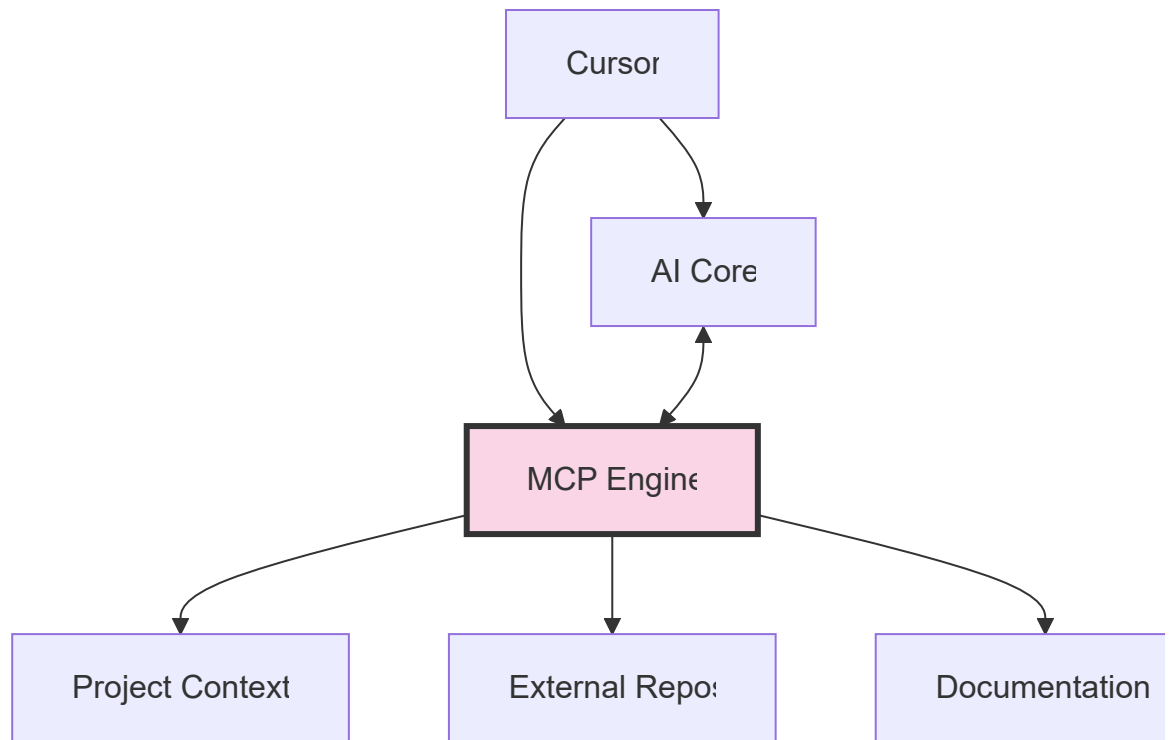 Cursor
AI Core
MCP Engine
Project Context
External Repos
Documentation